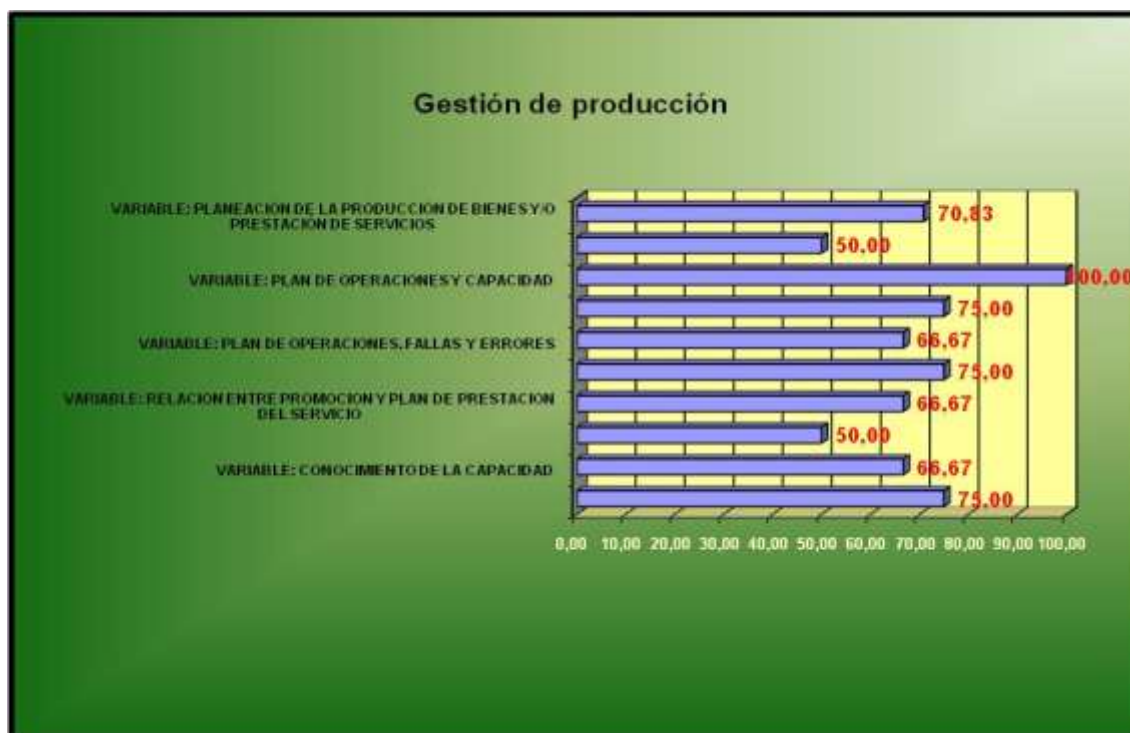 Gestión de producción
VARIABLE: PLANEACION DE LA PRODUCCION DE BIENES Y/O
PRESTACION DE SERVICIOS
70,83
50,00
VARIABLE: PLAN DE OPERACIONES Y CAPACIDAD
100,00
75,00
VARIABLE: PLAN DE OPERACIONES, FALLAS Y ERRORES
66,67
75,00
VARIABLE: RELACION ENTRE PROMOCION Y PLAN DE PRESTACION
DEL SERVICIO
66,67
50,00
VARIABLE: CONOCIMIENTO DE LA CAPACIDAD
66,67
75,00
0,00 10,00 20,00 30,00 40,00 50,00 60,00 70,00 80,00 90,00 100,00